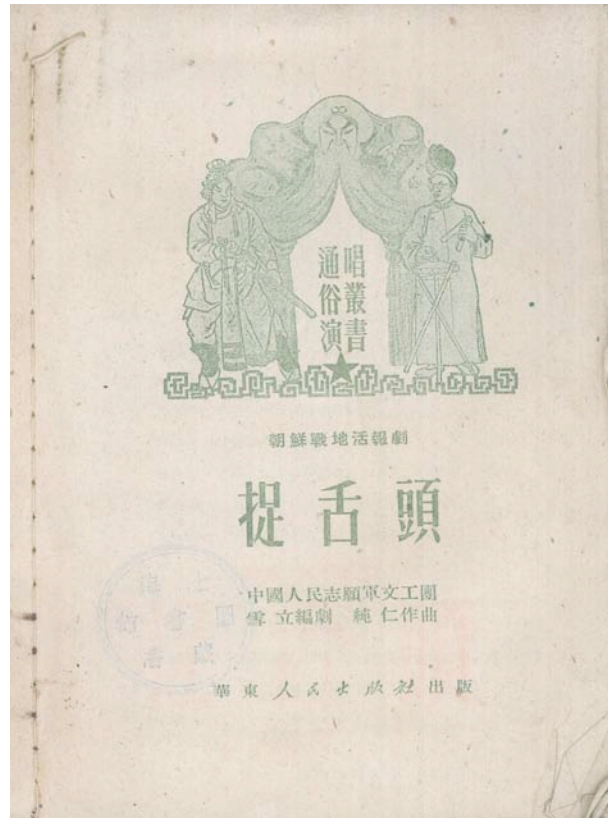 通俗演
唱叢書
朝鮮戰地活報劇
捉舌頭
中國人民志願軍文工團
雪立編劇 純仁作曲
華東人民出版社出版